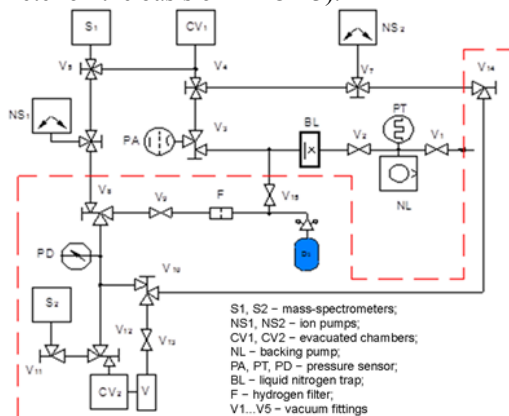 S1
CV1
NS2
V5
V4
V7
V14
NS1
PA
V3
BL
V2
PT
V1
NL
V8
V9
F
V15
PD
V10
S2
V12
V13
V11
CV2
V
S1, S2 – mass-spectrometers;
NS1, NS2 – ion pumps;
CV1, CV2 – evacuated chambers;
NL – backing pump;
PA, PT, PD – pressure sensor;
BL – liquid nitrogen trap;
F – hydrogen filter;
V1...V5 – vacuum fittings